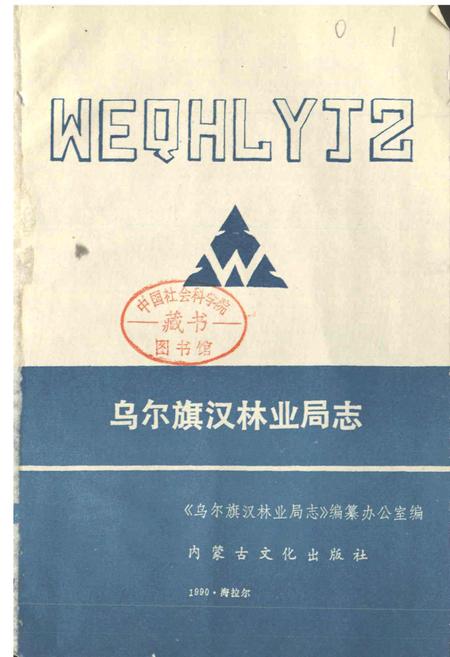 0 1
WEQHLYTZ
W
中国社会科学院
藏书
图书馆
乌尔旗汉林业局志
《乌尔旗汉林业局志》编纂办公室编
内蒙古文化出版社
1990·海拉尔